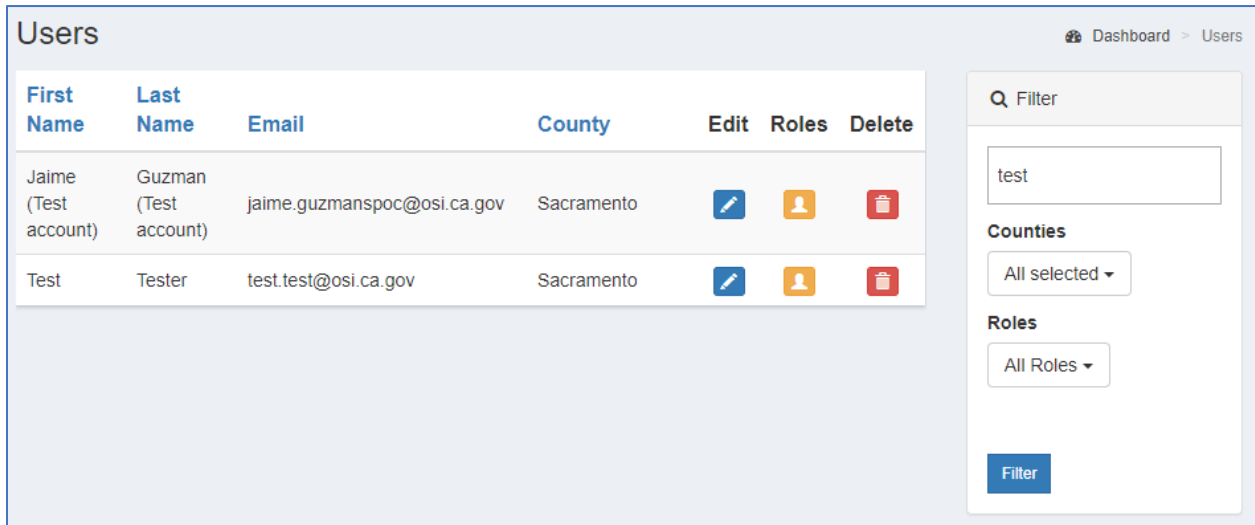 Users
Dashboard > Users
First Name Last Name Email County Edit Roles Delete
Jaime (Test account) Guzman (Test account) jaime.guzmanspoc@osi.ca.gov Sacramento
Test Tester test.test@osi.ca.gov Sacramento
Filter
test
Counties
All selected
Roles
All Roles
Filter